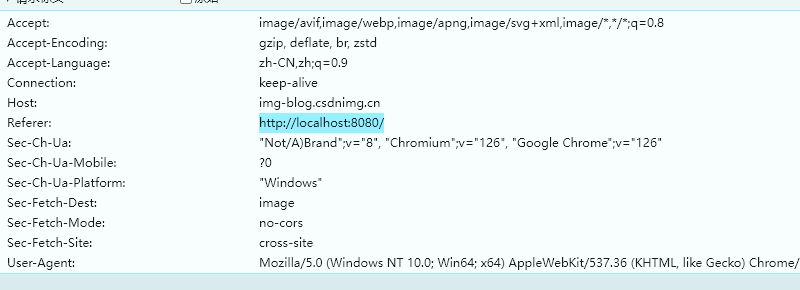 Accept: image/avif,image/webp,image/apng,image/svg+xml,image/*,*/*;q=0.8
Accept-Encoding: gzip, deflate, br, zstd
Accept-Language: zh-CN,zh;q=0.9
Connection: keep-alive
Host: img-blog.csdnimg.cn
Referer: http://localhost:8080/
Sec-Ch-Ua: "Not/A)Brand";v="8", "Chromium";v="126", "Google Chrome";v="126"
Sec-Ch-Ua-Mobile: ?0
Sec-Ch-Ua-Platform: "Windows"
Sec-Fetch-Dest: image
Sec-Fetch-Mode: no-cors
Sec-Fetch-Site: cross-site
User-Agent: Mozilla/5.0 (Windows NT 10.0; Win64; x64) AppleWebKit/537.36 (KHTML, like Gecko) Chrome/